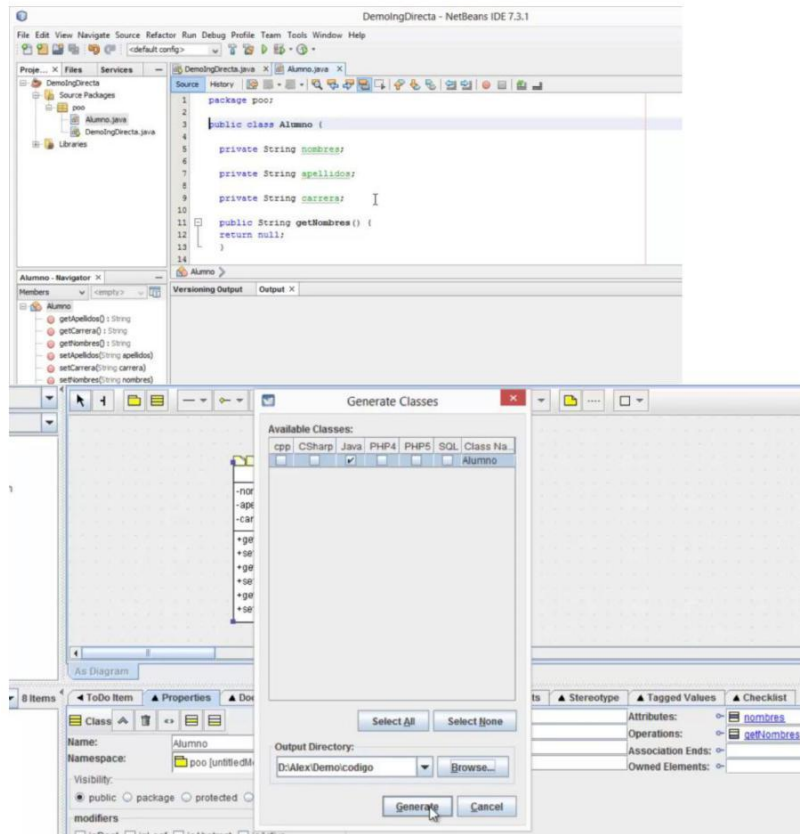 DemoIngDirecta - NetBeans IDE 7.3.1
File Edit View Navigate Source Refactor Run Debug Profile Team Tools Window Help
<default config>
Proje... × Files Services
DemoIngDirecta
Source Packages
poo
Alumno.java
DemoIngDirecta.java
Libraries
DemoIngDirecta.java × Alumno.java ×
Source History
1 package poo;
2
3 public class Alumno {
4
5 private String nombres;
6
7 private String apellidos;
8
9 private String carrera;
10
11 public String getNombres() {
12 return null;
13 }
14
Alumno
Alumno - Navigator ×
Members <empty>
Alumno
getApellidos() : String
getCarrera() : String
getNombres() : String
setApellidos(String apellidos)
setCarrera(String carrera)
setNombres(String nombres)
Versioning Output Output ×
Generate Classes
Available Classes:
cpp CSharp Java PHP4 PHP5 SQL Class Na...
Alumno
Select All Select None
Output Directory:
D:\Alex\Demo\codigo Browse...
Generate Cancel
-nor
-ape
-car
+ge
+se
+ge
+se
+ge
+se
As Diagram
8 Items
ToDo Item Properties Doc
ts Stereotype Tagged Values Checklist
Class
Name: Alumno
Namespace: poo [untitledM
Visibility:
public package protected
modifiers
Attributes: nombres
Operations: getNombres
Association Ends:
Owned Elements: